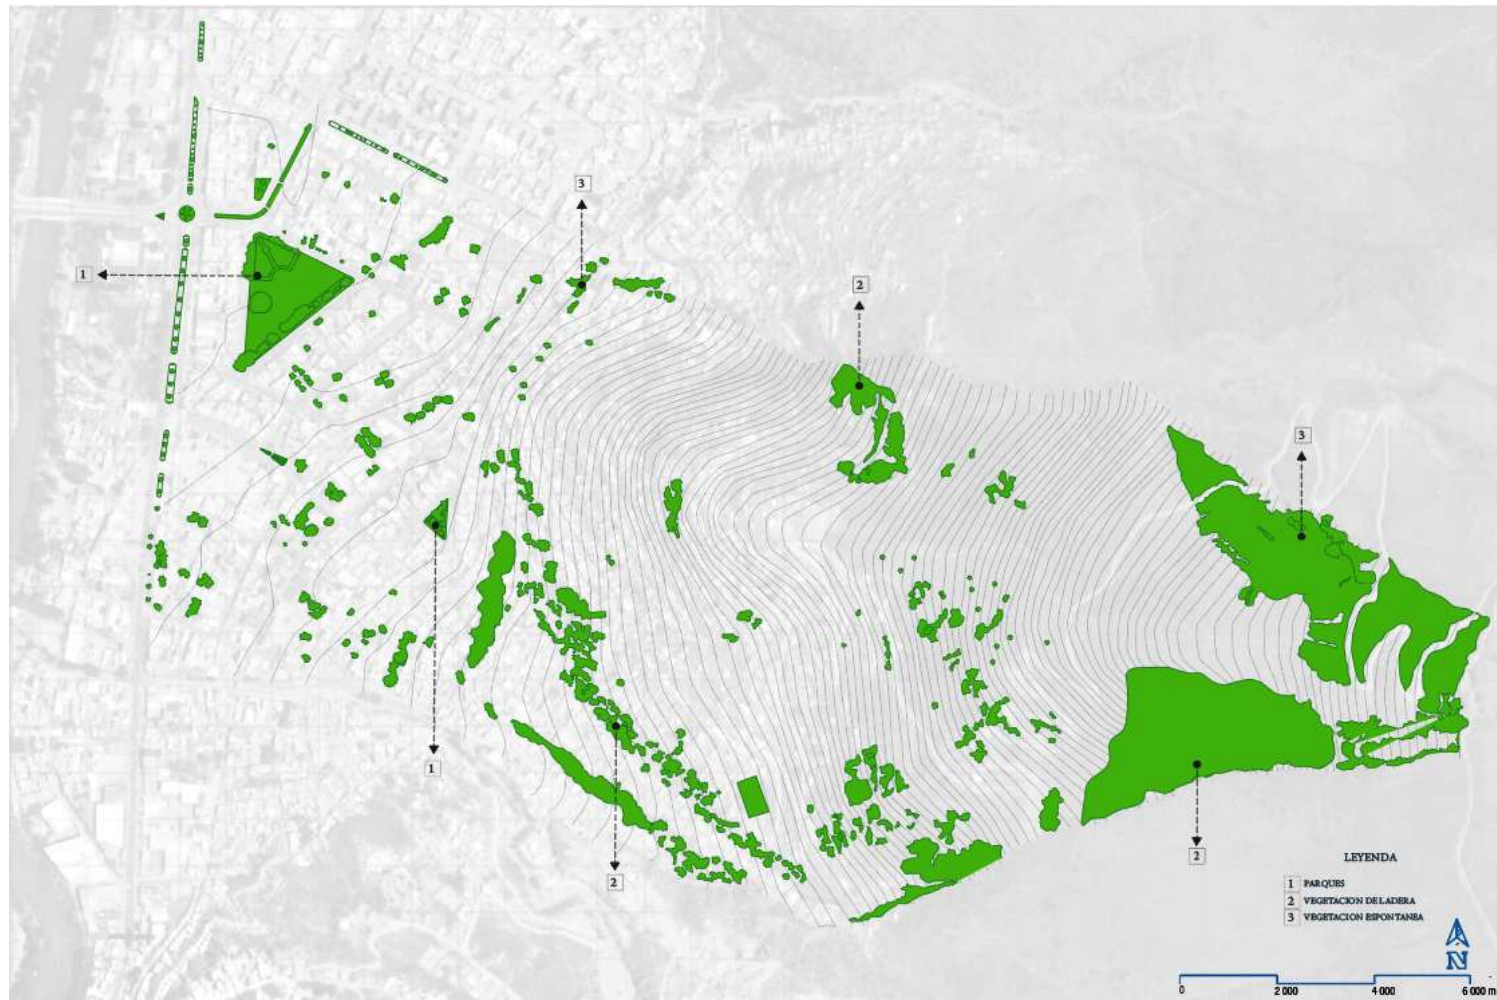 3
1
2
3
1
2
2
LEYENDA
1 PARQUES
2 VEGETACION DE LADERA
3 VEGETACION ESPONTANEA
N
0 2 000 4 000 6 000 m